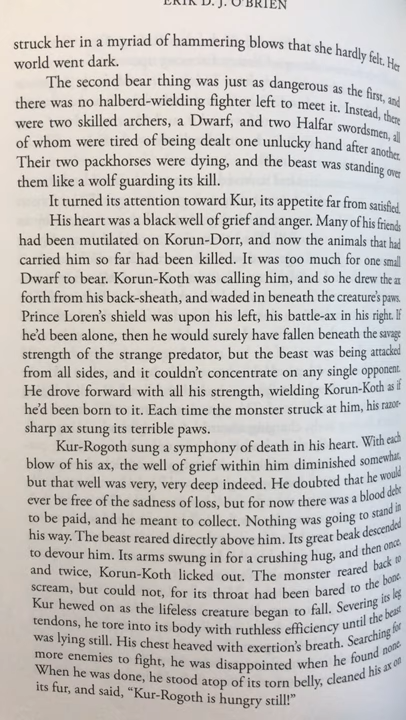 ERIK D. J. O'BRIEN
struck her in a myriad of hammering blows that she hardly felt. Her
world went dark.
The second bear thing was just as dangerous as the first, and
there was no halberd-wielding fighter left to meet it. Instead, there
were two skilled archers, a Dwarf, and two Halfar swordsmen, all
of whom were tired of being dealt one unlucky hand after another.
Their two packhorses were dying, and the beast was standing over
them like a wolf guarding its kill.
It turned its attention toward Kur, its appetite far from satisfied.
His heart was a black well of grief and anger. Many of his friends
had been mutilated on Korun-Dorr, and now the animals that had
carried him so far had been killed. It was too much for one small
Dwarf to bear. Korun-Koth was calling him, and so he drew the ax
forth from his back-sheath, and waded in beneath the creature's paws.
Prince Loren's shield was upon his left, his battle-ax in his right. If
he'd been alone, then he would surely have fallen beneath the savage
strength of the strange predator, but the beast was being attacked
from all sides, and it couldn't concentrate on any single opponent.
He drove forward with all his strength, wielding Korun-Koth as if
he'd been born to it. Each time the monster struck at him, his razor-
sharp ax stung its terrible paws.
Kur-Rogoth sung a symphony of death in his heart. With each
blow of his ax, the well of grief within him diminished somewhat,
but that well was very, very deep indeed. He doubted that he would
ever be free of the sadness of loss, but for now there was a blood debt
to be paid, and he meant to collect. Nothing was going to stand in
his way. The beast reared directly above him. Its great beak descended
to devour him. Its arms swung in for a crushing hug, and then once,
and twice, Korun-Koth licked out. The monster reared back to
scream, but could not, for its throat had been bared to the bone.
Kur hewed on as the lifeless creature began to fall. Severing its leg
tendons, he tore into its body with ruthless efficiency until the beast
was lying still. His chest heaved with exertion's breath. Searching for
more enemies to fight, he was disappointed when he found none.
When he was done, he stood atop of its torn belly, cleaned his ax on
its fur, and said, "Kur-Rogoth is hungry still!"